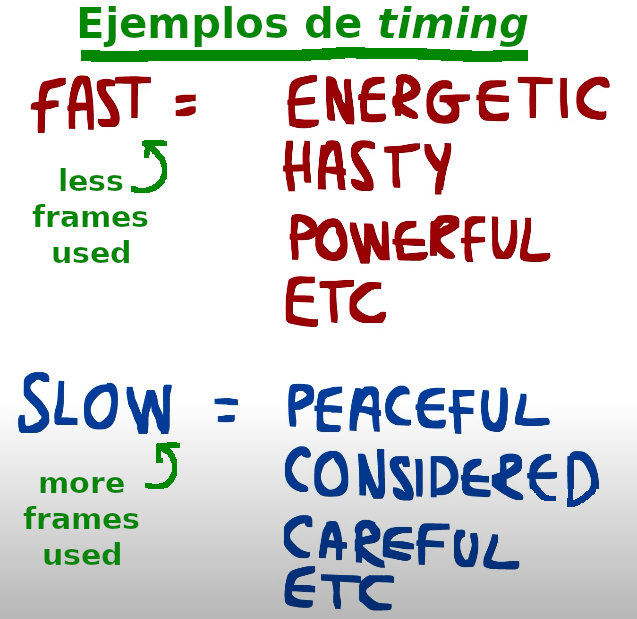 Ejemplos de timing
FAST = ENERGETIC
HASTY
POWERFUL
ETC
less
frames
used
SLOW = PEACEFUL
CONSIDERED
CAREFUL
ETC
more
frames
used